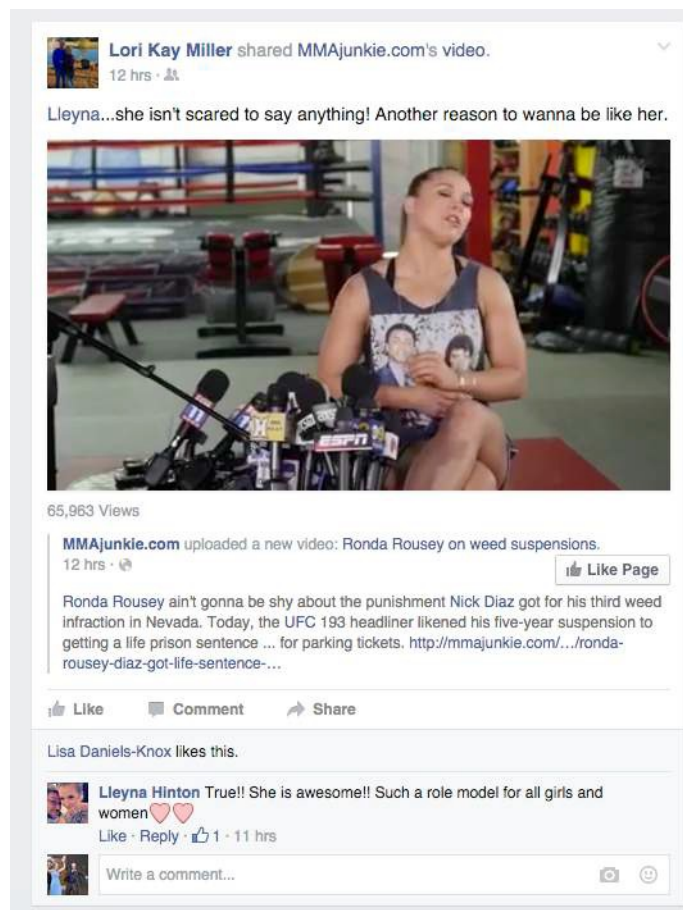 Lori Kay Miller shared MMAjunkie.com's video.
12 hrs ·
Lleyna...she isn't scared to say anything! Another reason to wanna be like her.
ESPN
65,963 Views
MMAjunkie.com uploaded a new video: Ronda Rousey on weed suspensions.
12 hrs ·
Like Page
Ronda Rousey ain't gonna be shy about the punishment Nick Diaz got for his third weed
infraction in Nevada. Today, the UFC 193 headliner likened his five-year suspension to
getting a life prison sentence ... for parking tickets. http://mmajunkie.com/.../ronda-
rousey-diaz-got-life-sentence-...
Like Comment Share
Lisa Daniels-Knox likes this.
Lleyna Hinton True!! She is awesome!! Such a role model for all girls and
women
Like · Reply · 1 · 11 hrs
Write a comment...